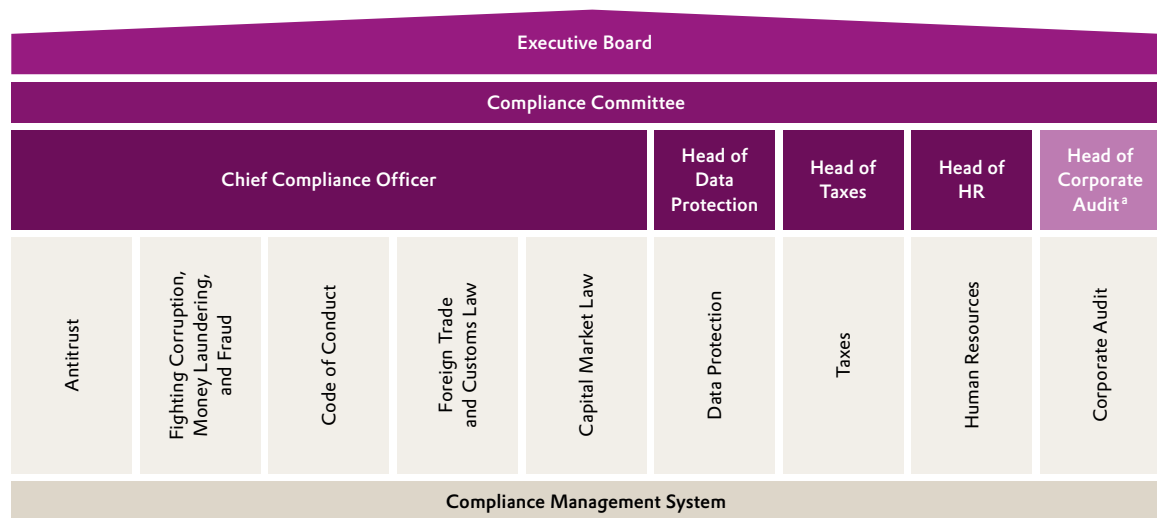 Executive Board
Compliance Committee
Chief Compliance Officer
Head of
Data
Protection
Head of
Taxes
Head of
HR
Head of
Corporate
Audit a
Antitrust
Fighting Corruption,
Money Laundering,
and Fraud
Code of Conduct
Foreign Trade
and Customs Law
Capital Market Law
Data Protection
Taxes
Human Resources
Corporate Audit
Compliance Management System